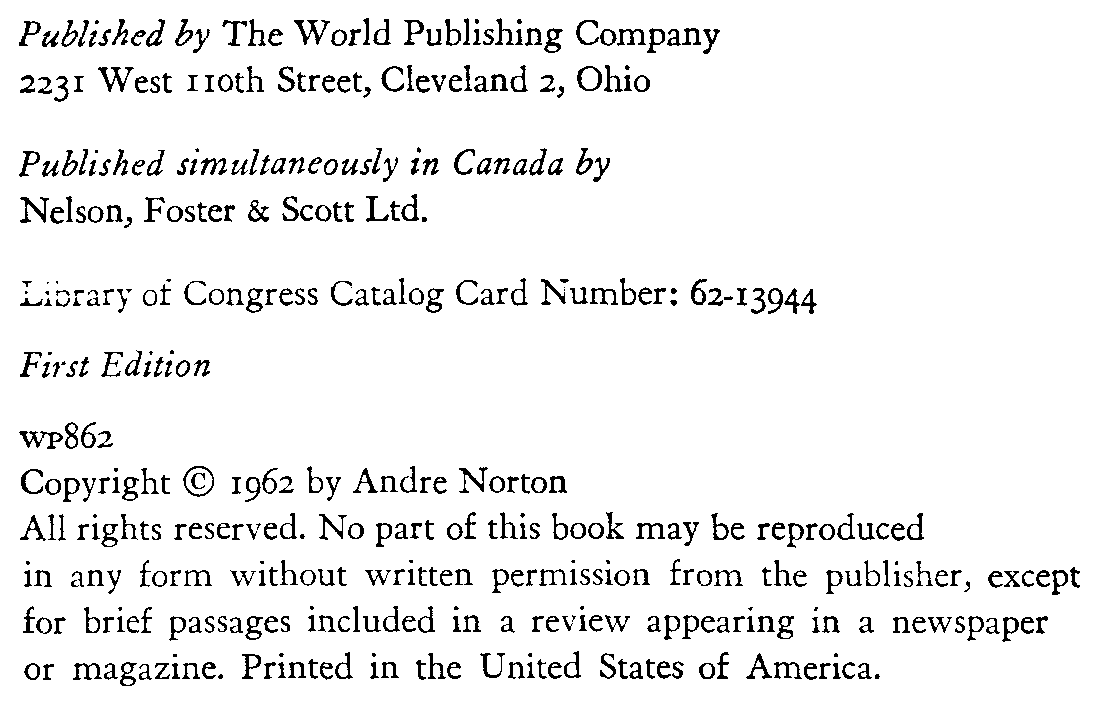 Published by The World Publishing Company
2231 West 110th Street, Cleveland 2, Ohio
Published simultaneously in Canada by
Nelson, Foster & Scott Ltd.
Library of Congress Catalog Card Number: 62-13944
First Edition
WP862
Copyright © 1962 by Andre Norton
All rights reserved. No part of this book may be reproduced
in any form without written permission from the publisher, except
for brief passages included in a review appearing in a newspaper
or magazine. Printed in the United States of America.